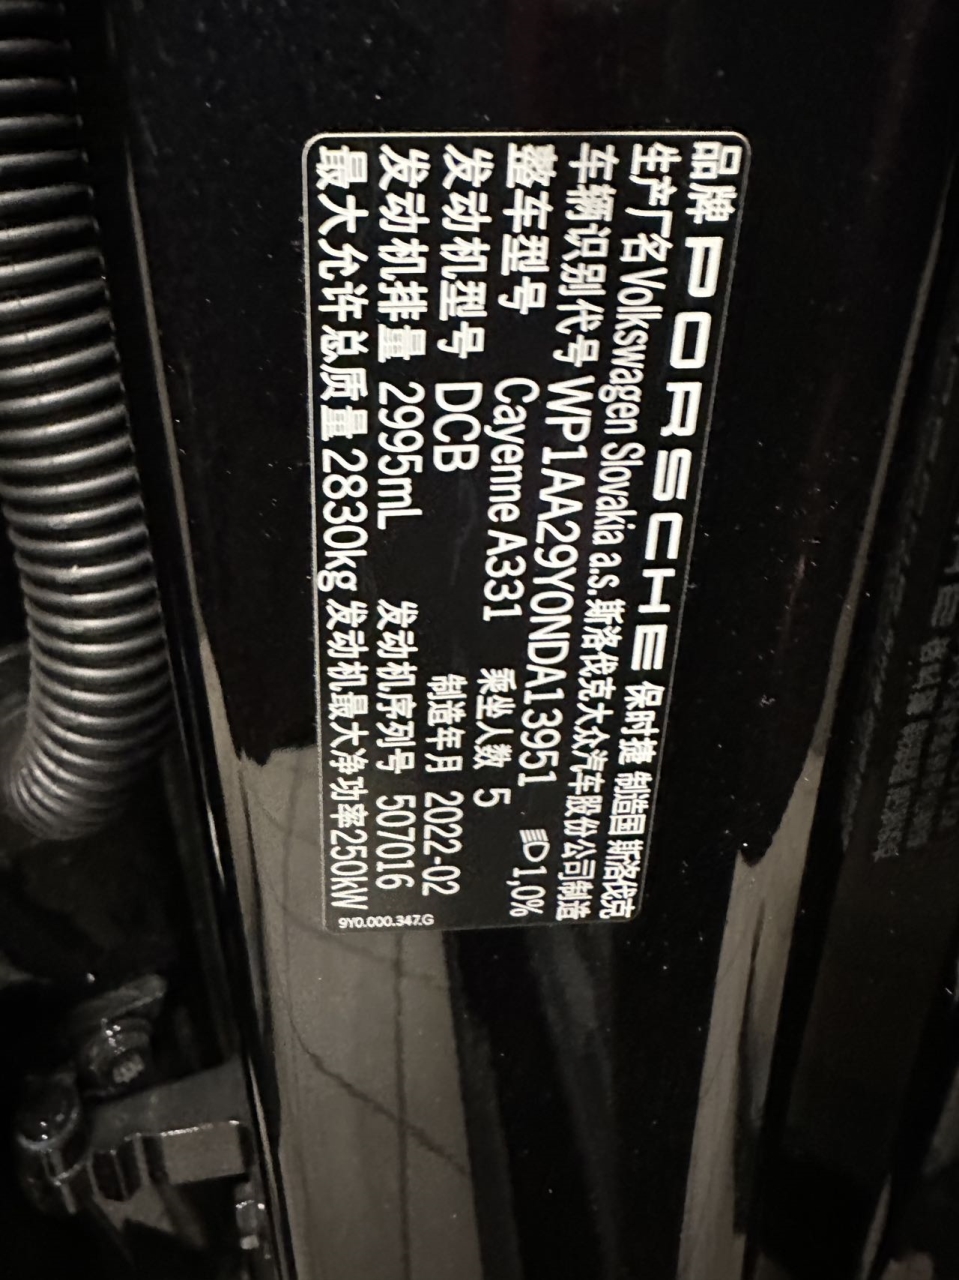 品牌 PORSCHE 保时捷 制造国 斯洛伐克
生产厂名 Volkswagen Slovakia a.s.斯洛伐克大众汽车股份公司制造
车辆识别代号 WP1AA29Y0NDA13951 1,0%
整车型号 Cayenne A331 乘坐人数 5
发动机型号 DCB 制造年月 2022-02
发动机排量 2995mL 发动机序列号 507016
最大允许总质量 2830kg 发动机最大净功率250kW
9Y0.000.347.G